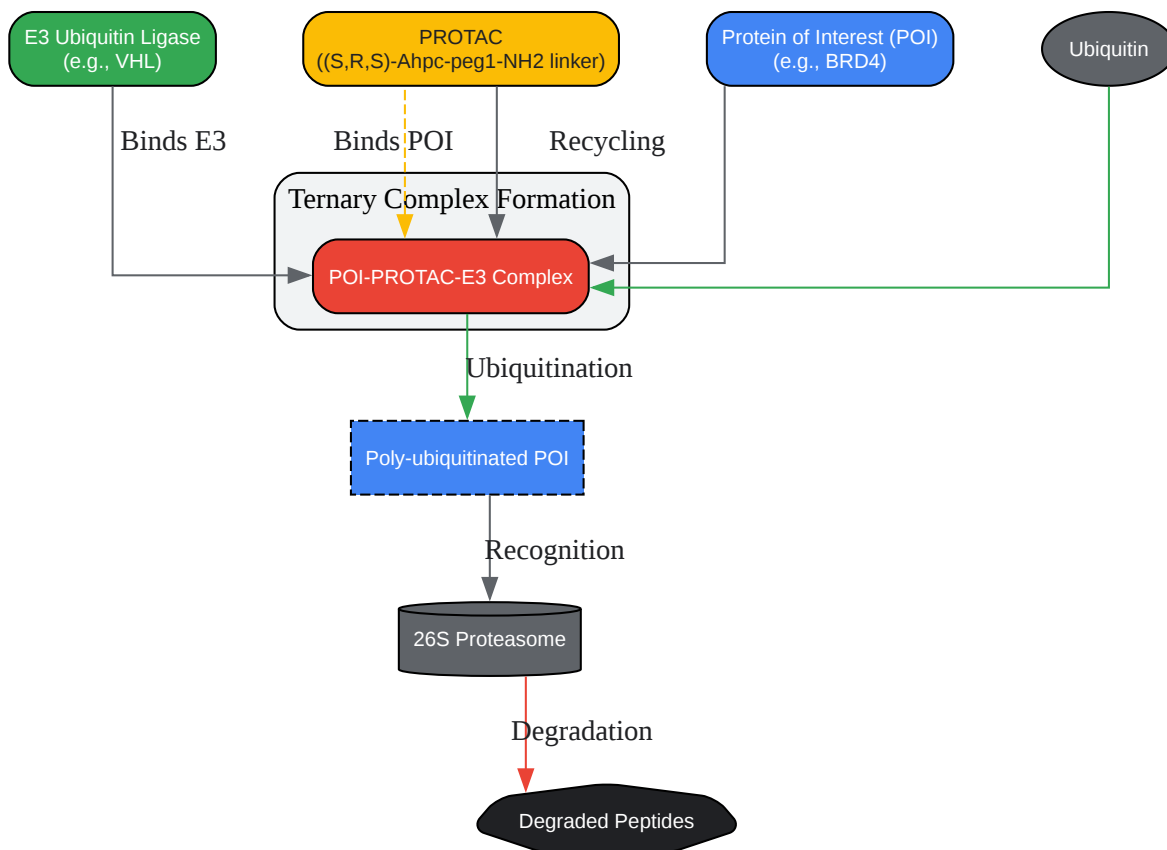 E3 Ubiquitin Ligase
(e.g., VHL)
PROTAC
((S,R,S)-Ahpc-peg1-NH2 linker)
Protein of Interest (POI)
(e.g., BRD4)
Ubiquitin
Binds E3
Binds POI
Recycling
Ternary Complex Formation
POI-PROTAC-E3 Complex
Ubiquitination
Poly-ubiquitinated POI
Recognition
26S Proteasome
Degradation
Degraded Peptides